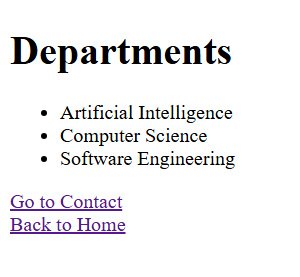 Departments
Artificial Intelligence
Computer Science
Software Engineering
Go to Contact
Back to Home